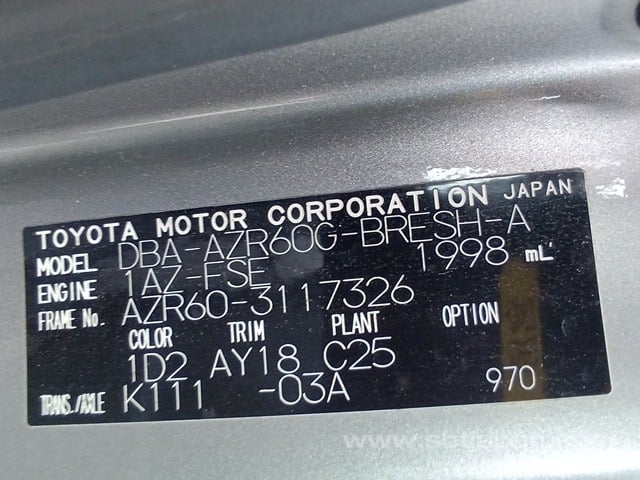 TOYOTA MOTOR CORPORATION JAPAN
MODEL DBA-AZR60G-BRESH-A
ENGINE 1AZ-FSE 1998 mL
FRAME No. AZR60-3117326
COLOR TRIM PLANT OPTION
1D2 AY18 C25
TRANS./AXLE K111 -03A 970